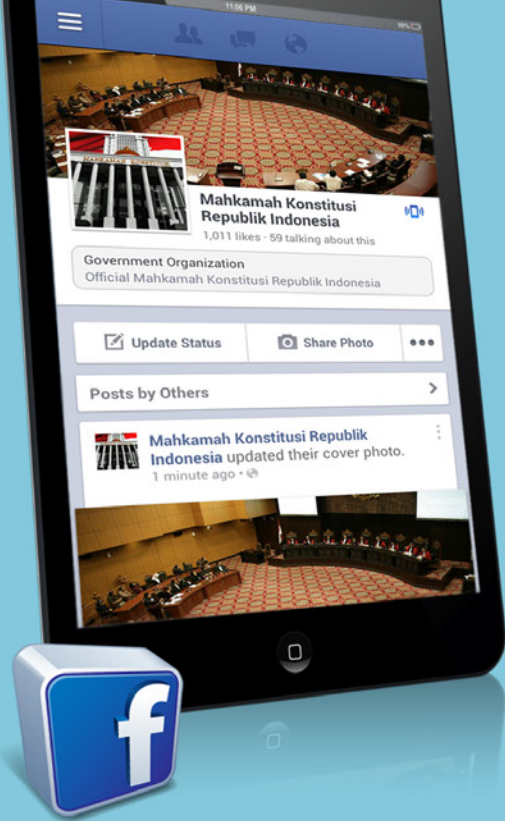 11:56 PM
10%
Mahkamah Konstitusi
Republik Indonesia
1,011 likes · 59 talking about this
Government Organization
Official Mahkamah Konstitusi Republik Indonesia
Update Status
Share Photo
Posts by Others
Mahkamah Konstitusi Republik
Indonesia updated their cover photo.
1 minute ago ·
f